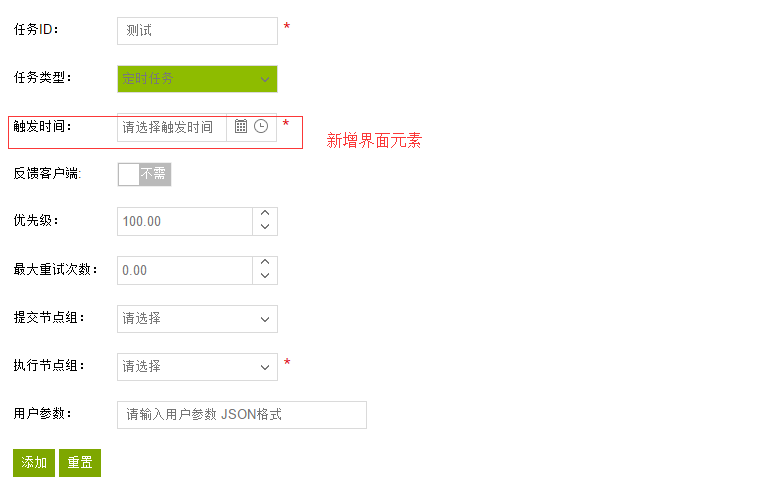 任务ID： 测试 *
任务类型： 定时任务
触发时间： 请选择触发时间 *
新增界面元素
反馈客户端: 不需
优先级： 100.00
最大重试次数： 0.00
提交节点组： 请选择
执行节点组： 请选择 *
用户参数： 请输入用户参数 JSON格式
添加 重置